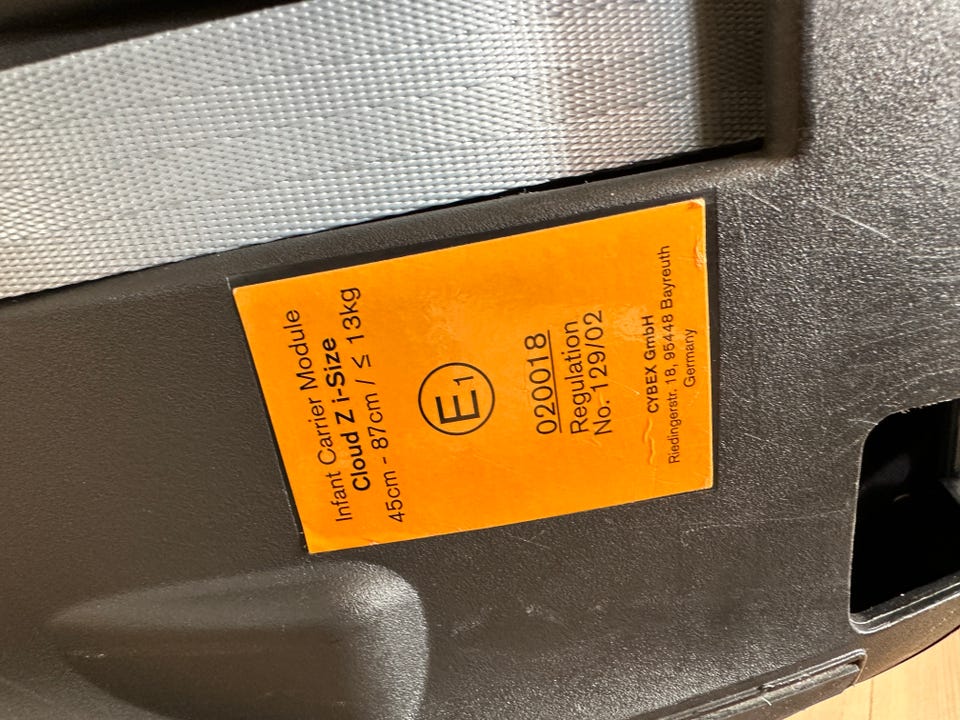 Infant Carrier Module
Cloud Z i-Size
45cm - 87cm / ≤ 13kg
E1
020018
Regulation
No. 129/02
CYBEX GmbH
Riedingerstr. 18, 95448 Bayreuth
Germany